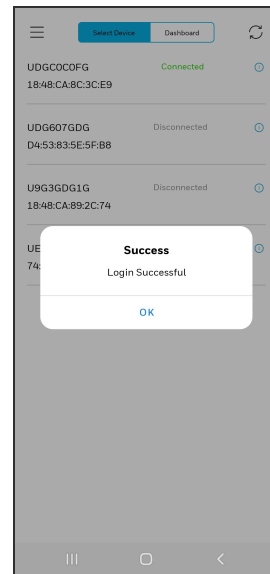 Select Device
Dashboard
UDGC0C0FG
Connected
18:48:CA:8C:3C:E9
UDG607GDG
Disconnected
D4:53:83:5E:5F:B8
U9G3GDG1G
Disconnected
18:48:CA:89:2C:74
UE
74:
Success
Login Successful
OK